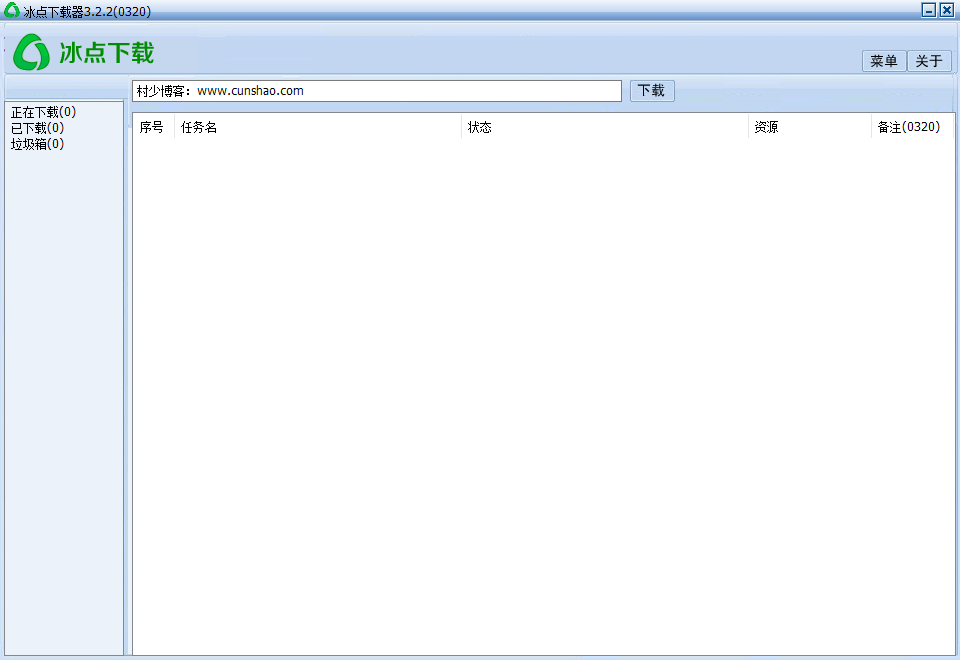 冰点下载器3.2.2(0320)
冰点下载
菜单 关于
村少博客：www.cunshao.com 下载
正在下载(0)
已下载(0)
垃圾箱(0)
序号 任务名 状态 资源 备注(0320)